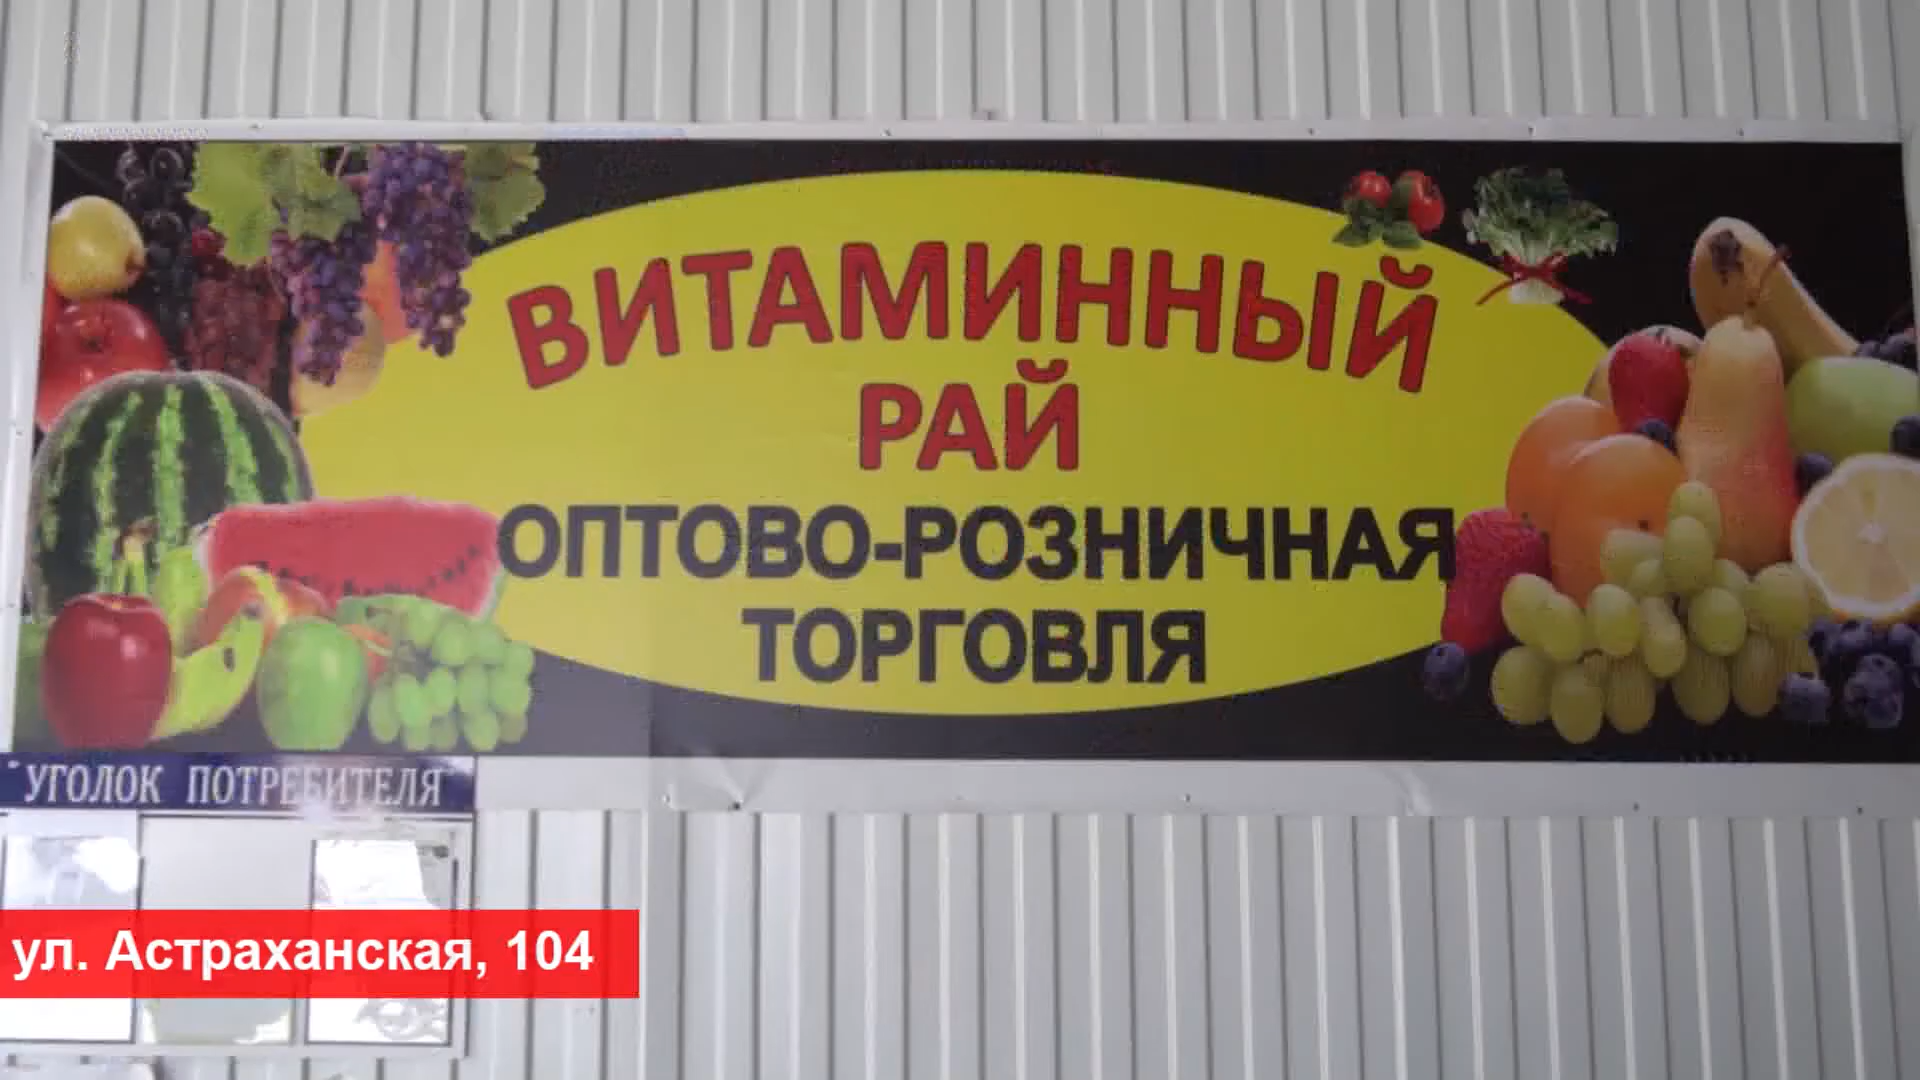 ВИТАМИННЫЙ
РАЙ
ОПТОВО-РОЗНИЧНАЯ
ТОРГОВЛЯ
"УГОЛОК ПОТРЕБИТЕЛЯ"
ул. Астраханская, 104